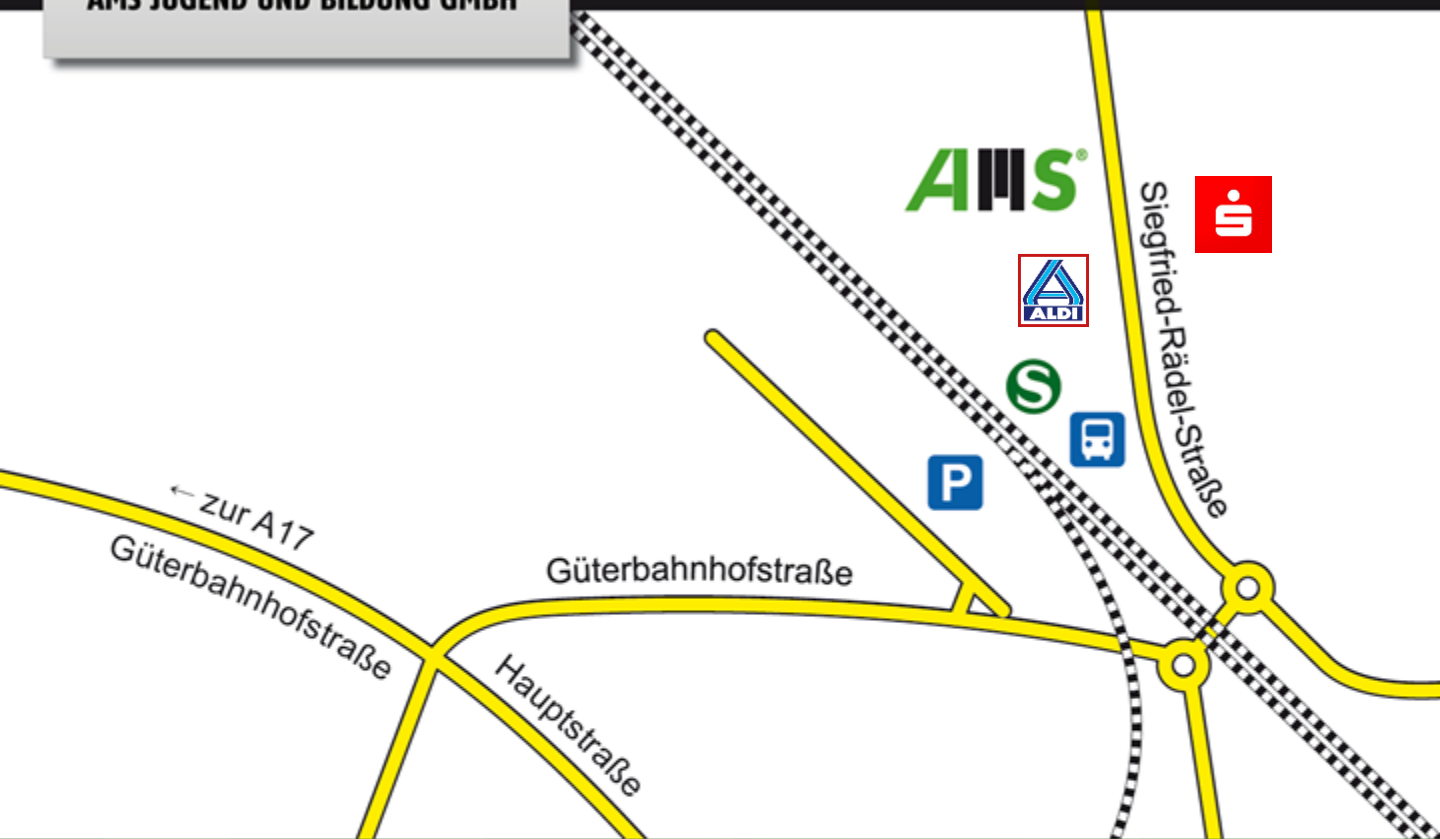 AMS JUGEND UND BILDUNG GMBH
AMS®
Siegfried-Rädel-Straße
ALDI
S
P
← zur A17
Güterbahnhofstraße
Güterbahnhofstraße
Hauptstraße